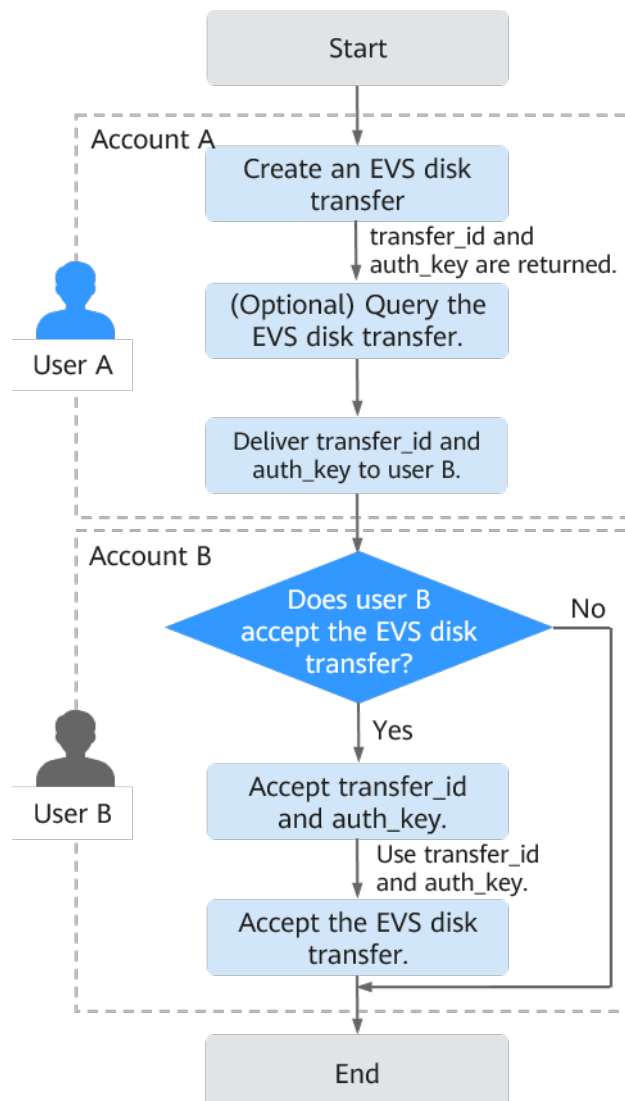 Start
Account A
Create an EVS disk
transfer
transfer_id and
auth_key are returned.
(Optional) Query the
EVS disk transfer.
User A
Deliver transfer_id and
auth_key to user B.
Account B
Does user B
accept the EVS disk
transfer?
No
Yes
Accept transfer_id
and auth_key.
User B
Use transfer_id
and auth_key.
Accept the EVS disk
transfer.
End